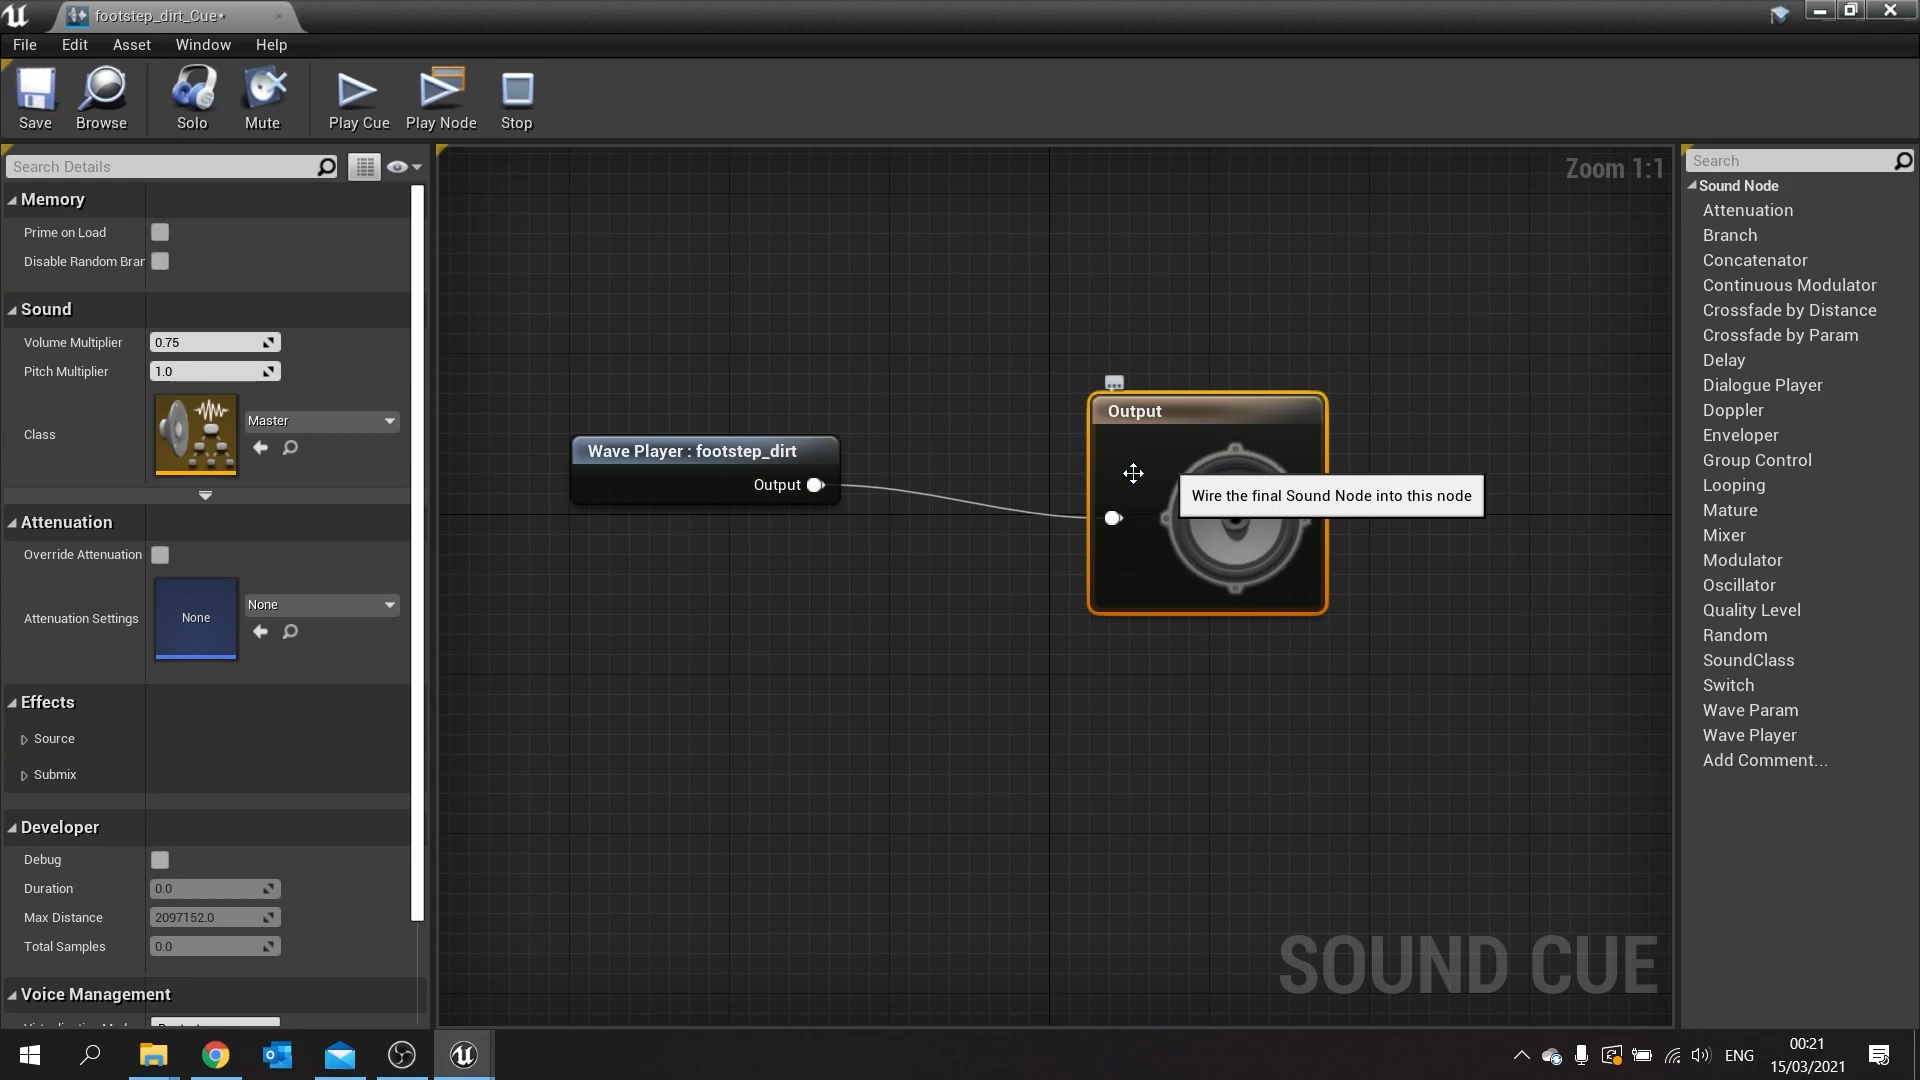 footstep_dirt_Cue*
File Edit Asset Window Help
Save Browse Solo Mute Play Cue Play Node Stop
Search Details
Memory
Prime on Load
Disable Random Bran
Sound
Volume Multiplier 0.75
Pitch Multiplier 1.0
Class Master
Attenuation
Override Attenuation
Attenuation Settings None None
Effects
Source
Submix
Developer
Debug
Duration 0.0
Max Distance 2097152.0
Total Samples 0.0
Voice Management
Zoom 1:1
Wave Player : footstep_dirt
Output
Output
Wire the final Sound Node into this node
SOUND CUE
Search
Sound Node
Attenuation
Branch
Concatenator
Continuous Modulator
Crossfade by Distance
Crossfade by Param
Delay
Dialogue Player
Doppler
Enveloper
Group Control
Looping
Mature
Mixer
Modulator
Oscillator
Quality Level
Random
SoundClass
Switch
Wave Param
Wave Player
Add Comment...
ENG
00:21
15/03/2021